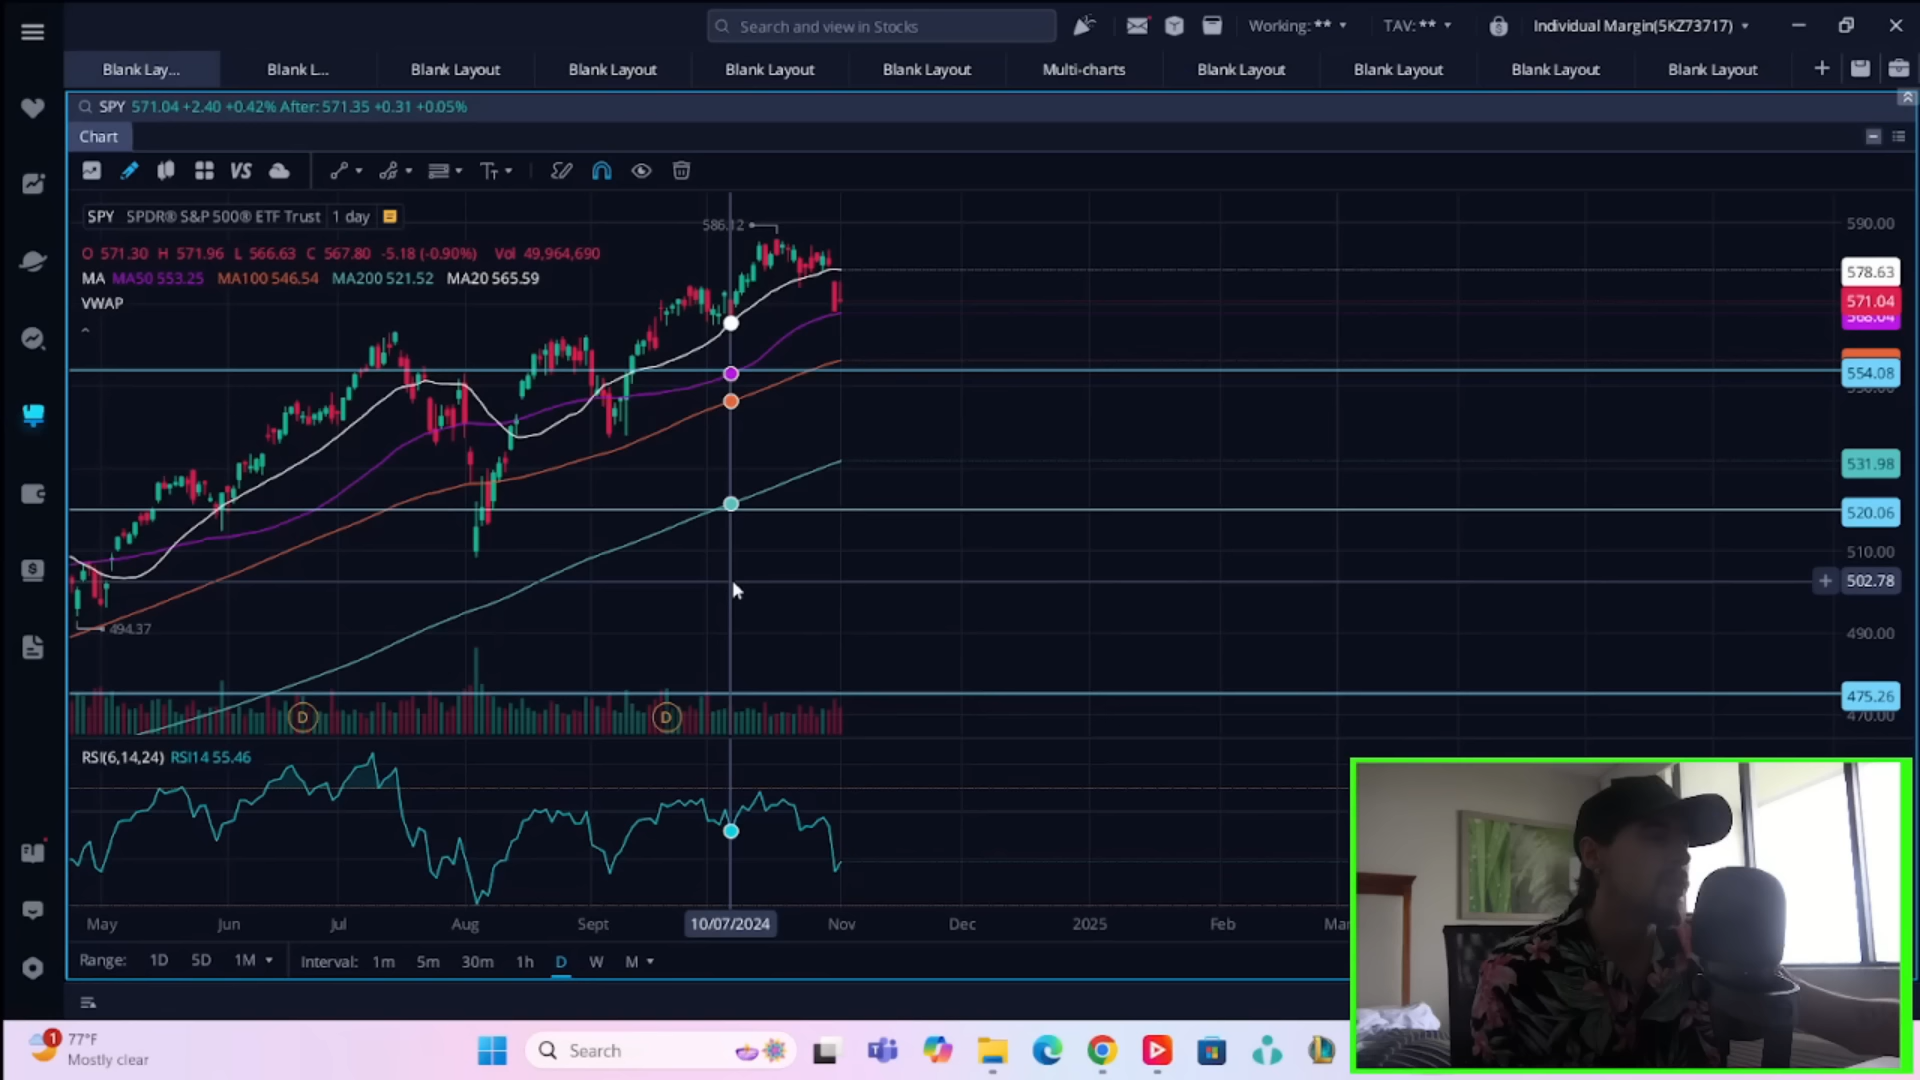 Search and view in Stocks
Working: **
TAV: **
Individual Margin(5KZ73717)
Blank Lay...
Blank L...
Blank Layout
Blank Layout
Blank Layout
Blank Layout
Multi-charts
Blank Layout
Blank Layout
Blank Layout
Blank Layout
SPY 571.04 +2.40 +0.42% After: 571.35 +0.31 +0.05%
Chart
VS
SPY SPDR® S&P 500® ETF Trust 1 day
586.12
590.00
O 571.30 H 571.96 L 566.63 C 567.80 -5.18 (-0.90%) Vol 49,964,690
MA MA50 553.25 MA100 546.54 MA200 521.52 MA20 565.59
578.63
VWAP
571.04
568.04
554.08
531.98
520.06
510.00
502.78
494.37
490.00
475.26
470.00
D
D
RSI(6,14,24) RSI14 55.46
May
Jun
Jul
Aug
Sept
10/07/2024
Nov
Dec
2025
Feb
Mar
Range: 1D 5D 1M
Interval: 1m 5m 30m 1h D W M
1
77°F
Mostly clear
Search